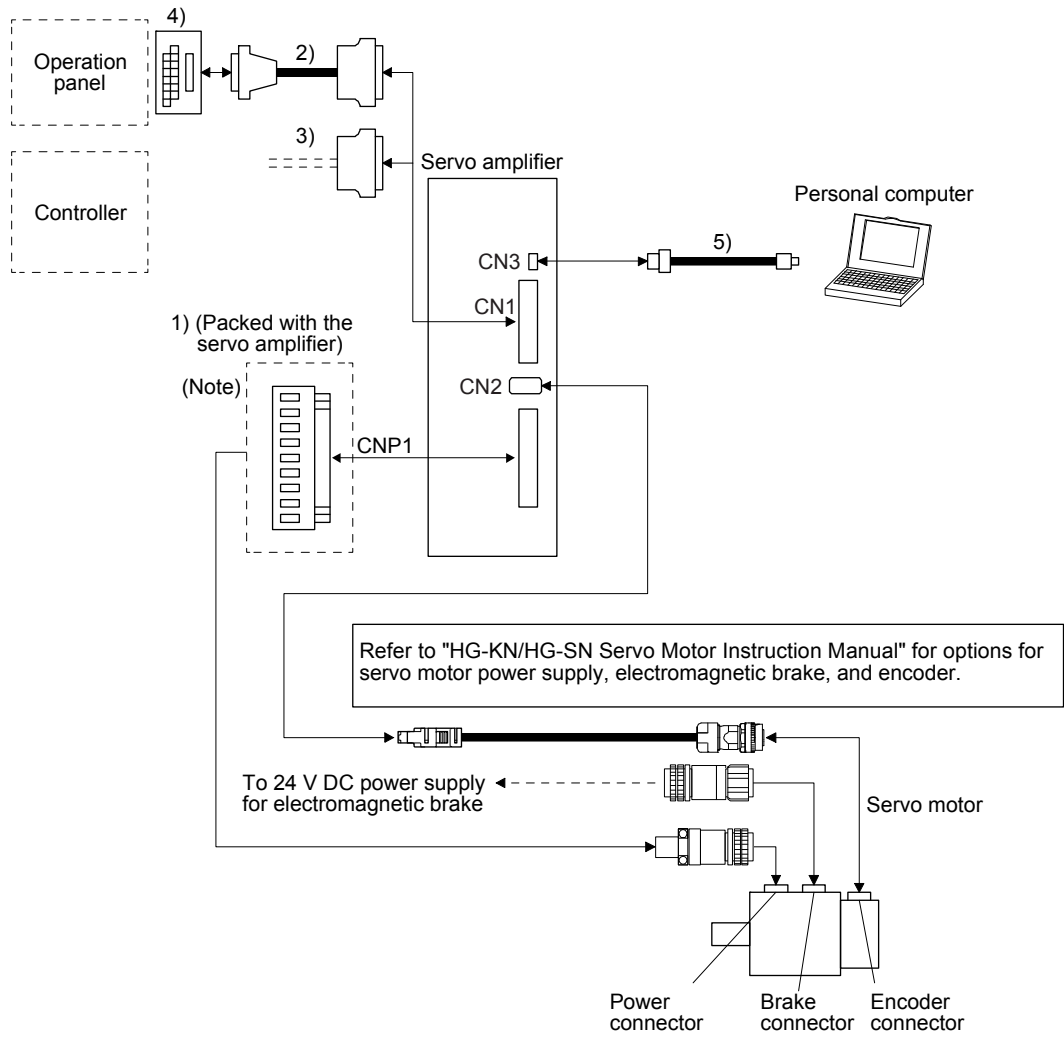 4)
Operation
panel
2)
3)
Servo amplifier
Controller
Personal computer
5)
CN3
CN1
1) (Packed with the
servo amplifier)
(Note)
CN2
CNP1
Refer to "HG-KN/HG-SN Servo Motor Instruction Manual" for options for
servo motor power supply, electromagnetic brake, and encoder.
To 24 V DC power supply
for electromagnetic brake
Servo motor
Power
connector
Brake
connector
Encoder
connector